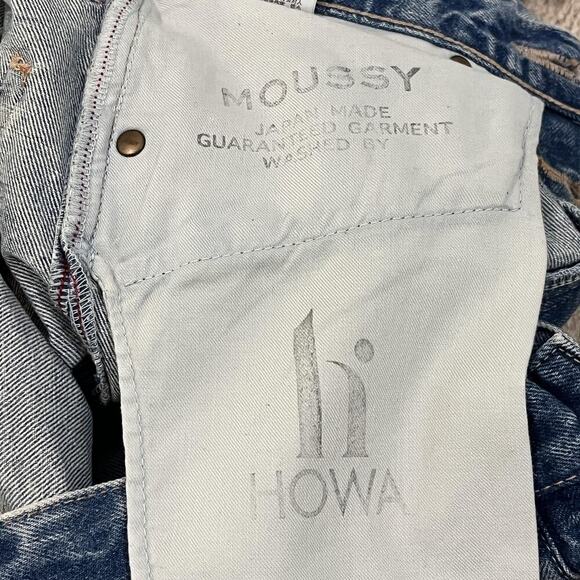 MOUSSY
JAPAN MADE
GUARANTEED GARMENT
WASHED BY
HOWA